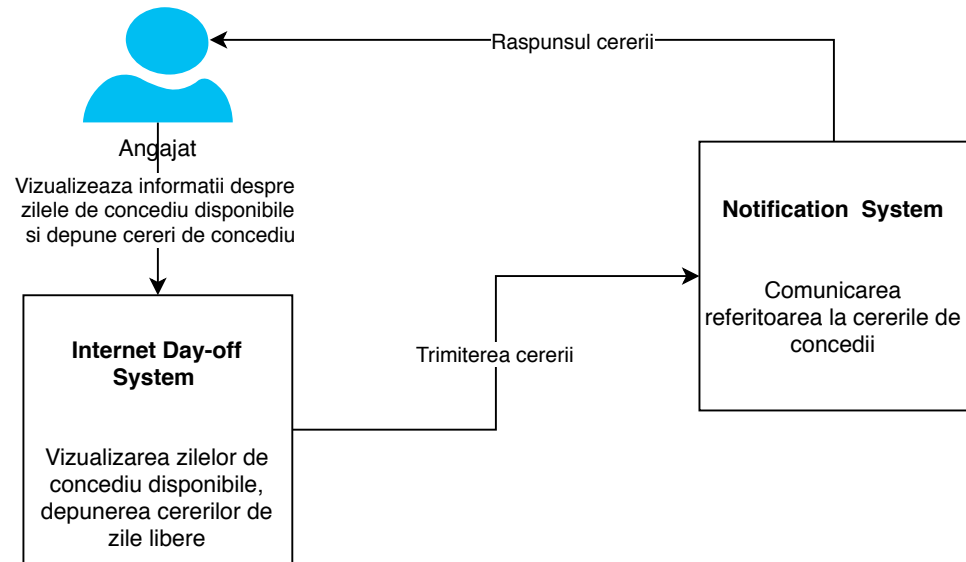 Raspunsul cererii
Angajat
Vizualizeaza informatii despre
zilele de concediu disponibile
si depune cereri de concediu
Notification System
Comunicarea
referitoarea la cererile de
concedii
Trimiterea cererii
Internet Day-off
System
Vizualizarea zilelor de
concediu disponibile,
depunerea cererilor de
zile libere